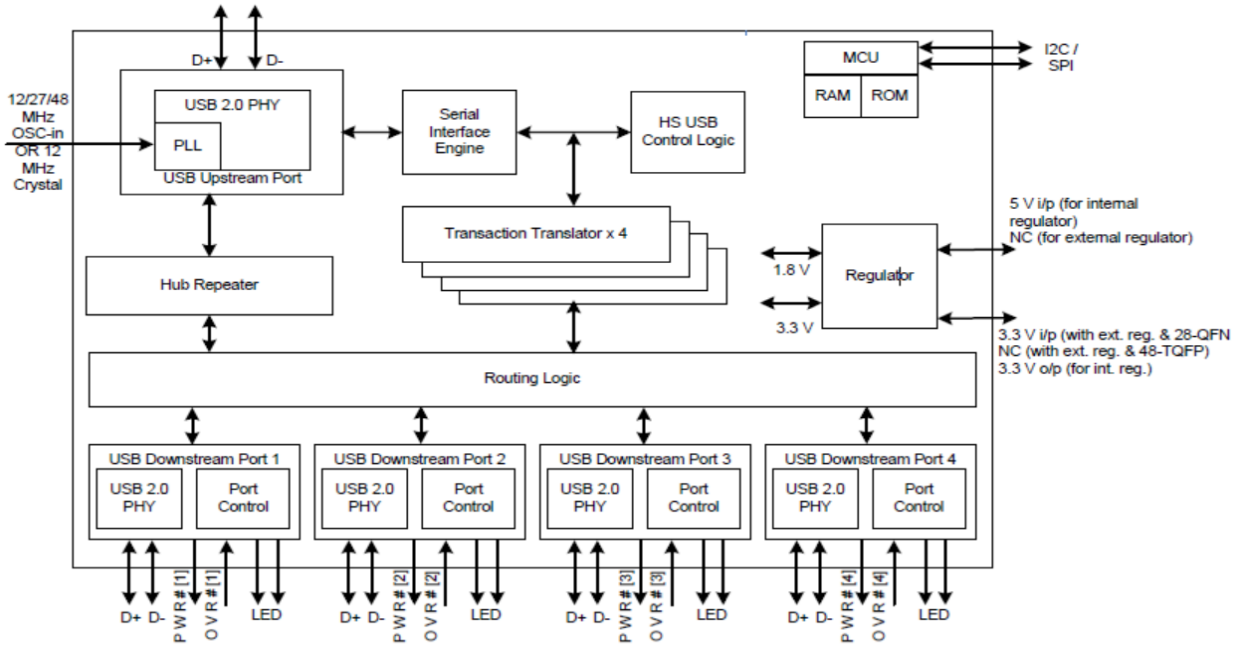 D+ D-
12/27/48
MHz
OSC-in
OR 12
MHz
Crystal
USB 2.0 PHY
PLL
USB Upstream Port
Serial
Interface
Engine
HS USB
Control Logic
MCU
RAM ROM
I2C /
SPI
Transaction Translator x 4
Hub Repeater
1.8 V
3.3 V
Regulator
5 V i/p (for internal
regulator)
NC (for external regulator)
3.3 V i/p (with ext. reg. & 28-QFN
NC (with ext. reg. & 48-TQFP)
3.3 V o/p (for int. reg.)
Routing Logic
USB Downstream Port 1
USB 2.0
PHY
Port
Control
USB Downstream Port 2
USB 2.0
PHY
Port
Control
USB Downstream Port 3
USB 2.0
PHY
Port
Control
USB Downstream Port 4
USB 2.0
PHY
Port
Control
D+ D- PWR#[1] OVR#[1] LED
D+ D- PWR#[2] OVR#[2] LED
D+ D- PWR#[3] OVR#[3] LED
D+ D- PWR#[4] OVR#[4] LED